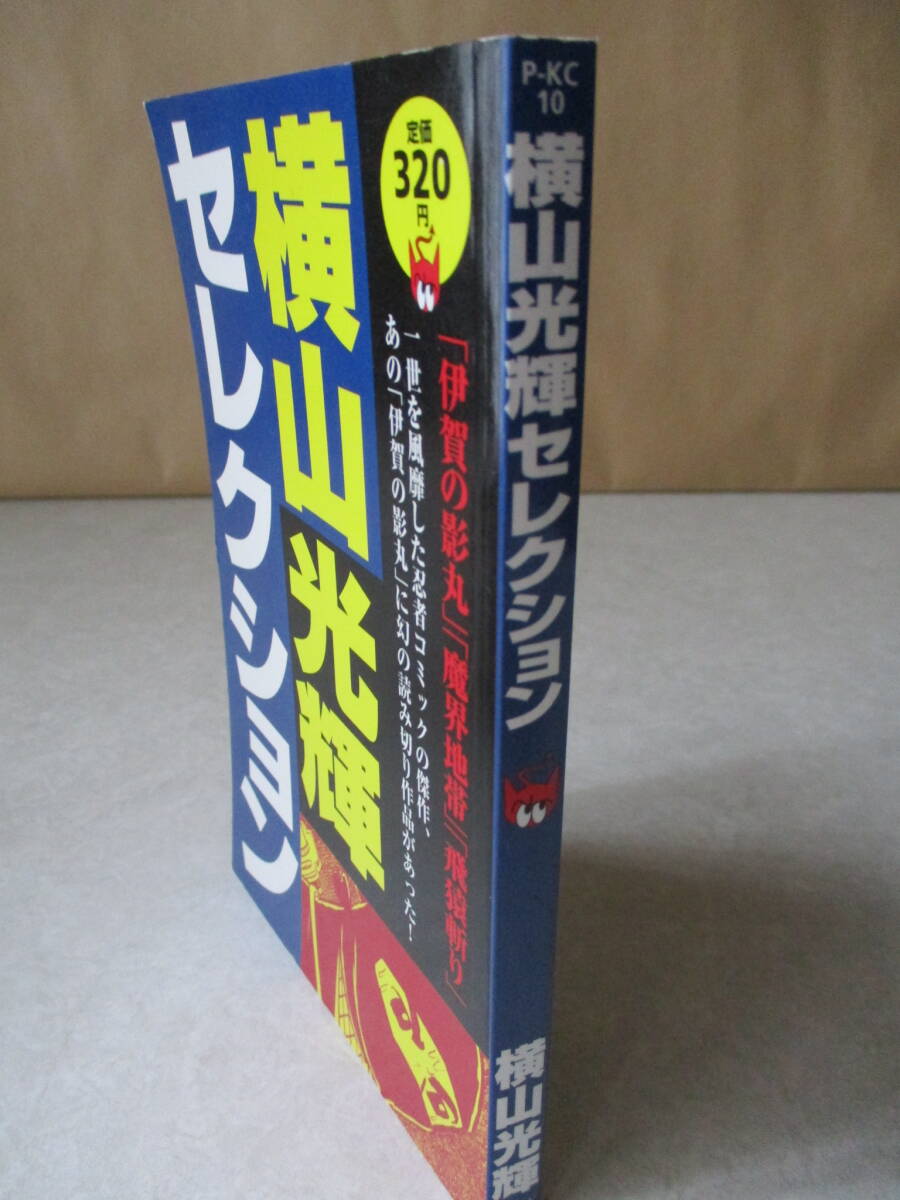 P-KC
10
横山光輝セレクション
横山光輝
定価
320
円
「伊賀の影丸」=「魔界地帯」=「飛猿斬り」
一世を風靡した忍者コミックの傑作、
あの「伊賀の影丸」に幻の読み切り作品があった!
横山光輝
セレクション